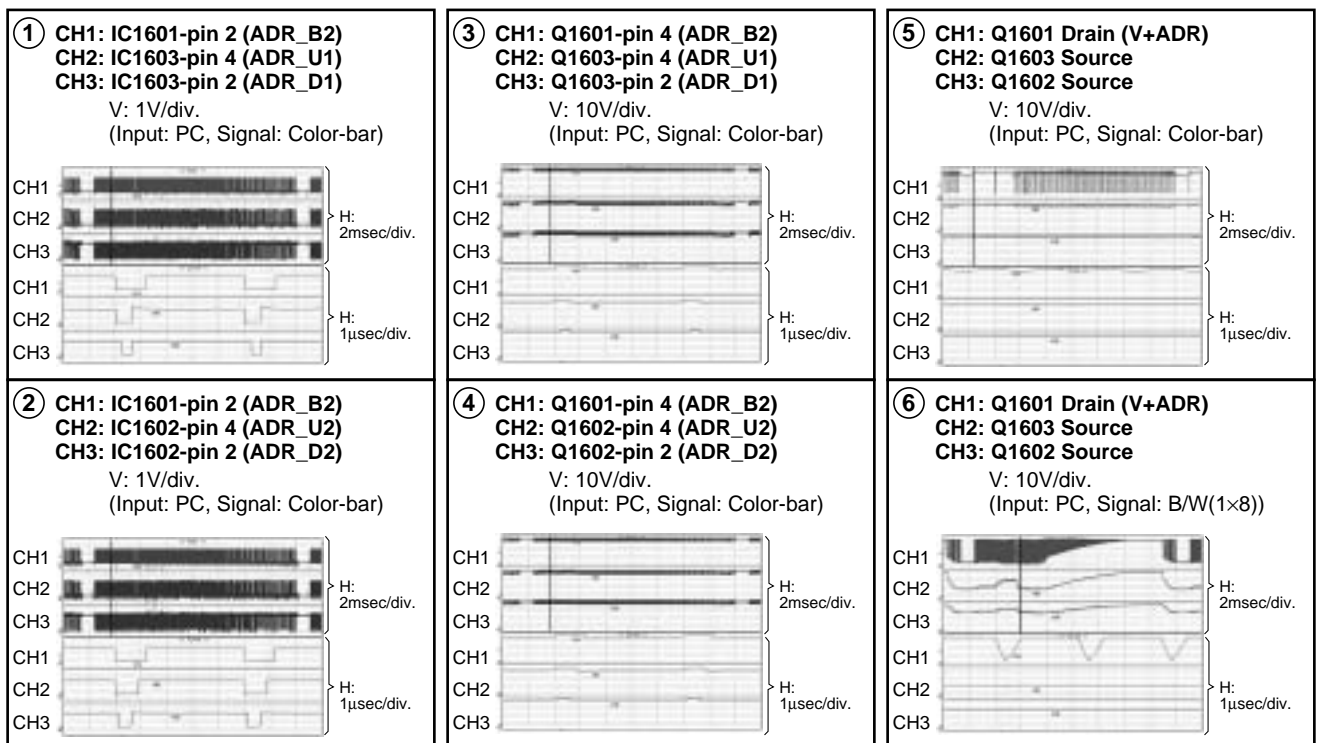 ① CH1: IC1601-pin 2 (ADR_B2)
CH2: IC1603-pin 4 (ADR_U1)
CH3: IC1603-pin 2 (ADR_D1)
V: 1V/div.
(Input: PC, Signal: Color-bar)
CH1
CH2
CH3
H:
2msec/div.
CH1
CH2
CH3
H:
1µsec/div.
② CH1: IC1601-pin 2 (ADR_B2)
CH2: IC1602-pin 4 (ADR_U2)
CH3: IC1602-pin 2 (ADR_D2)
V: 1V/div.
(Input: PC, Signal: Color-bar)
CH1
CH2
CH3
H:
2msec/div.
CH1
CH2
CH3
H:
1µsec/div.
③ CH1: Q1601-pin 4 (ADR_B2)
CH2: Q1603-pin 4 (ADR_U1)
CH3: Q1603-pin 2 (ADR_D1)
V: 10V/div.
(Input: PC, Signal: Color-bar)
CH1
CH2
CH3
H:
2msec/div.
CH1
CH2
CH3
H:
1µsec/div.
④ CH1: Q1601-pin 4 (ADR_B2)
CH2: Q1602-pin 4 (ADR_U2)
CH3: Q1602-pin 2 (ADR_D2)
V: 10V/div.
(Input: PC, Signal: Color-bar)
CH1
CH2
CH3
H:
2msec/div.
CH1
CH2
CH3
H:
1µsec/div.
⑤ CH1: Q1601 Drain (V+ADR)
CH2: Q1603 Source
CH3: Q1602 Source
V: 10V/div.
(Input: PC, Signal: Color-bar)
CH1
CH2
CH3
H:
2msec/div.
CH1
CH2
CH3
H:
1µsec/div.
⑥ CH1: Q1601 Drain (V+ADR)
CH2: Q1603 Source
CH3: Q1602 Source
V: 10V/div.
(Input: PC, Signal: B/W(1×8))
CH1
CH2
CH3
H:
2msec/div.
CH1
CH2
CH3
H:
1µsec/div.